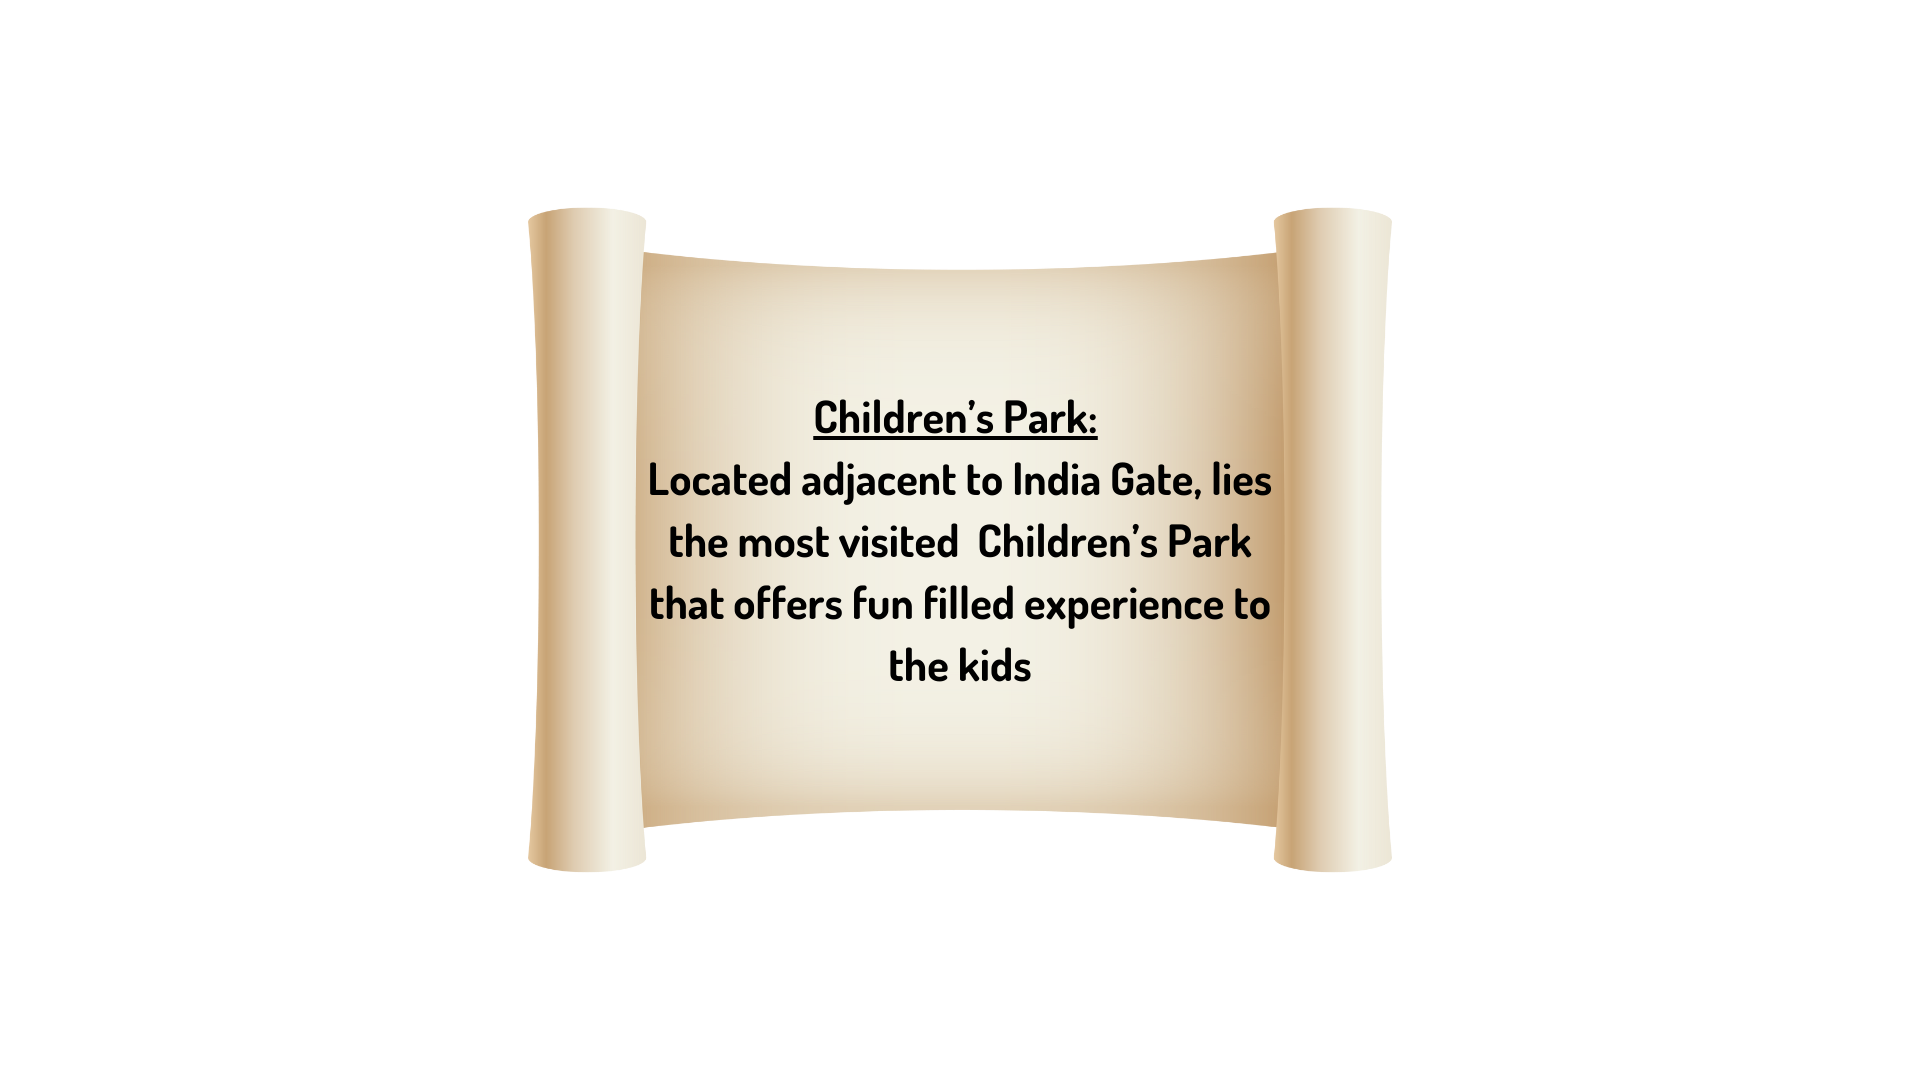 Children’s Park:
Located adjacent to India Gate, lies
the most visited  Children’s Park
that offers fun filled experience to
the kids